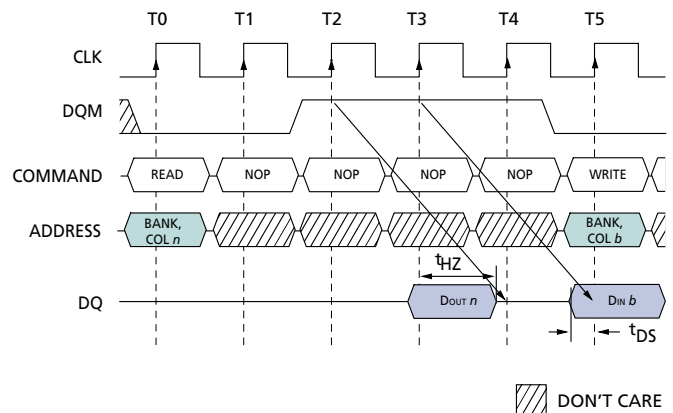 T0 T1 T2 T3 T4 T5
CLK
DQM
COMMAND READ NOP NOP NOP NOP WRITE
ADDRESS BANK, COL n BANK, COL b
tHZ
DQ DOUT n DIN b
tDS
DON'T CARE